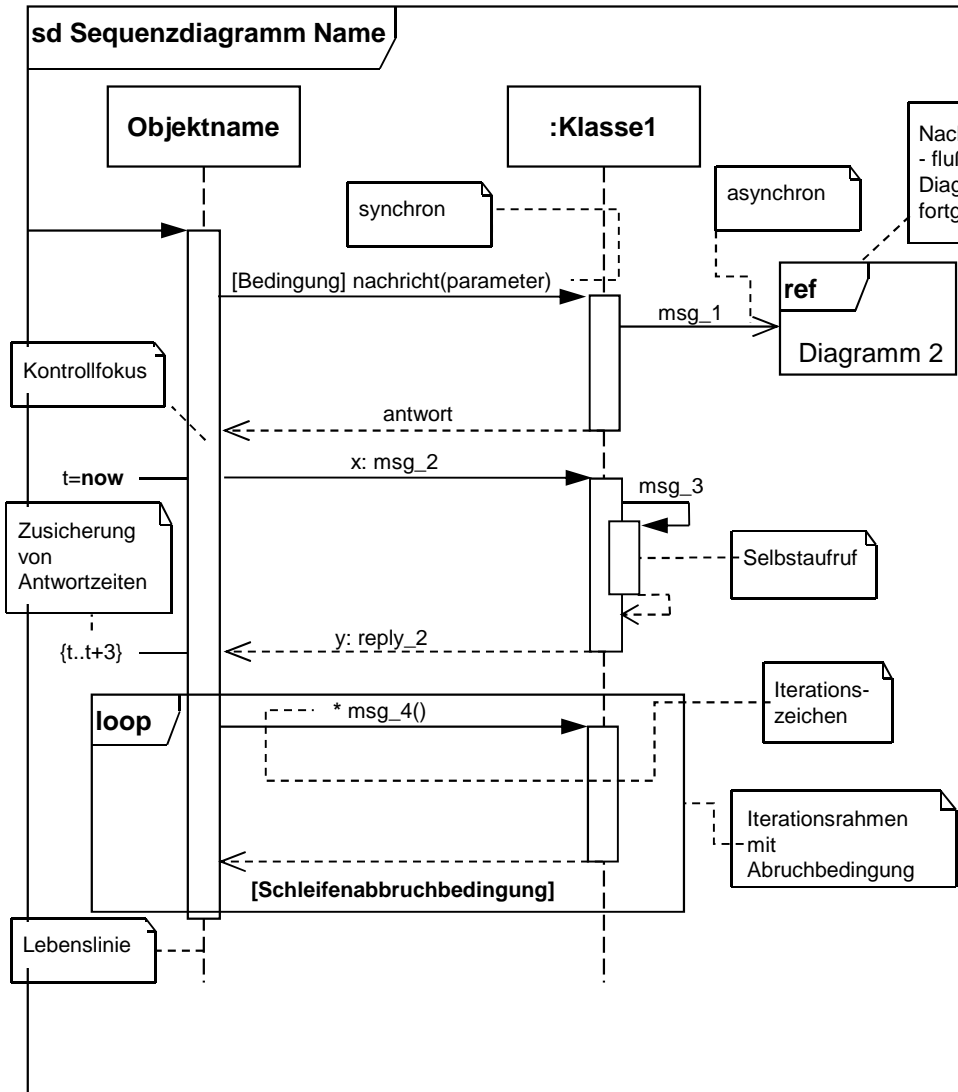 sd Sequenzdiagramm Name
Objektname
:Klasse1
synchron
asynchron
- 
[Bedingung] nachricht(parameter)
msg_1
ref
Diagramm 2
Kontrollfokus
antwort
t=now
x: msg_2
msg_3
Zusicherung
von
Antwortzeiten
Selbstaufruf
{t..t+3}
y: reply_2
loop
* msg_4()
Iterations-
zeichen
Iterationsrahmen
mit
Abruchbedingung
[Schleifenabbruchbedingung]
Lebenslinie